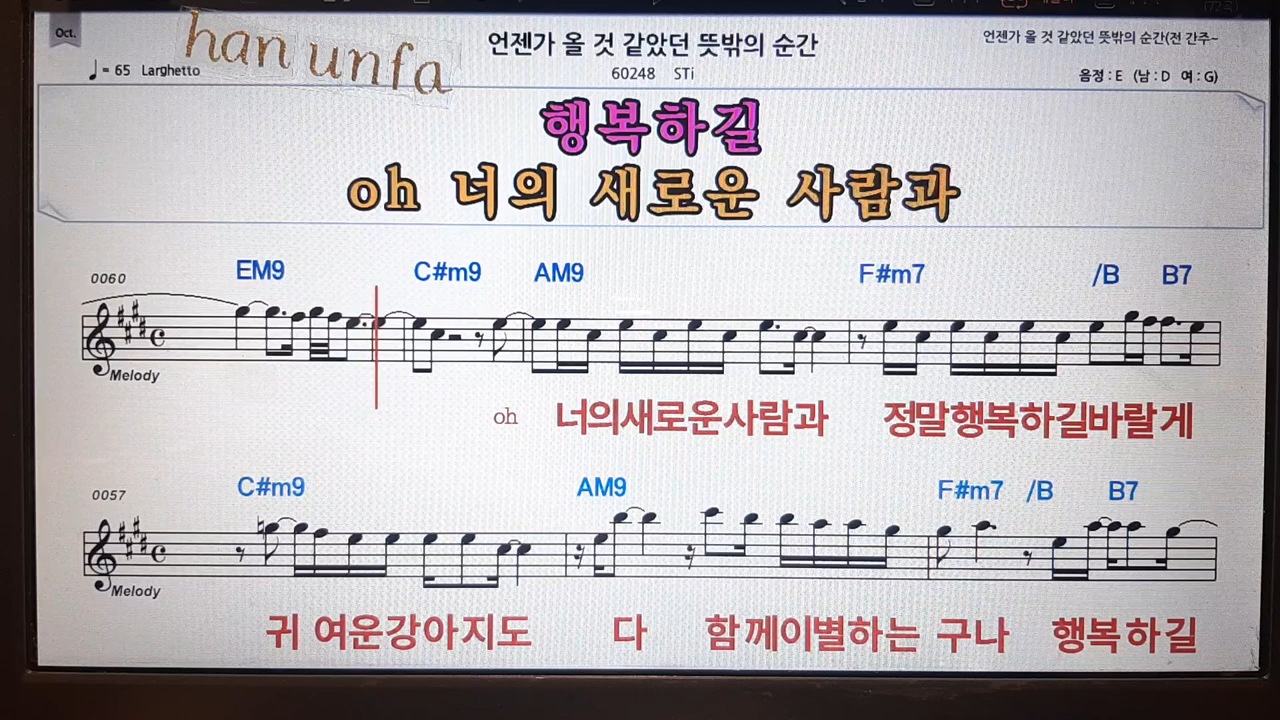 Oct.
han unfa
언젠가 올 것 같았던 뜻밖의 순간
언젠가 올 것 같았던 뜻밖의 순간(전 간주~
♩= 65 Larghetto
60248 STi
음정 : E (남 : D 여 : G)
행복하길
oh 너의 새로운 사람과
0060
EM9 C#m9 AM9 F#m7 /B B7
Melody
oh 너의새로운사람과 정말행복하길바랄게
0057
C#m9 AM9 F#m7 /B B7
Melody
귀 여운강아지도 다 함께이별하는 구나 행복하길